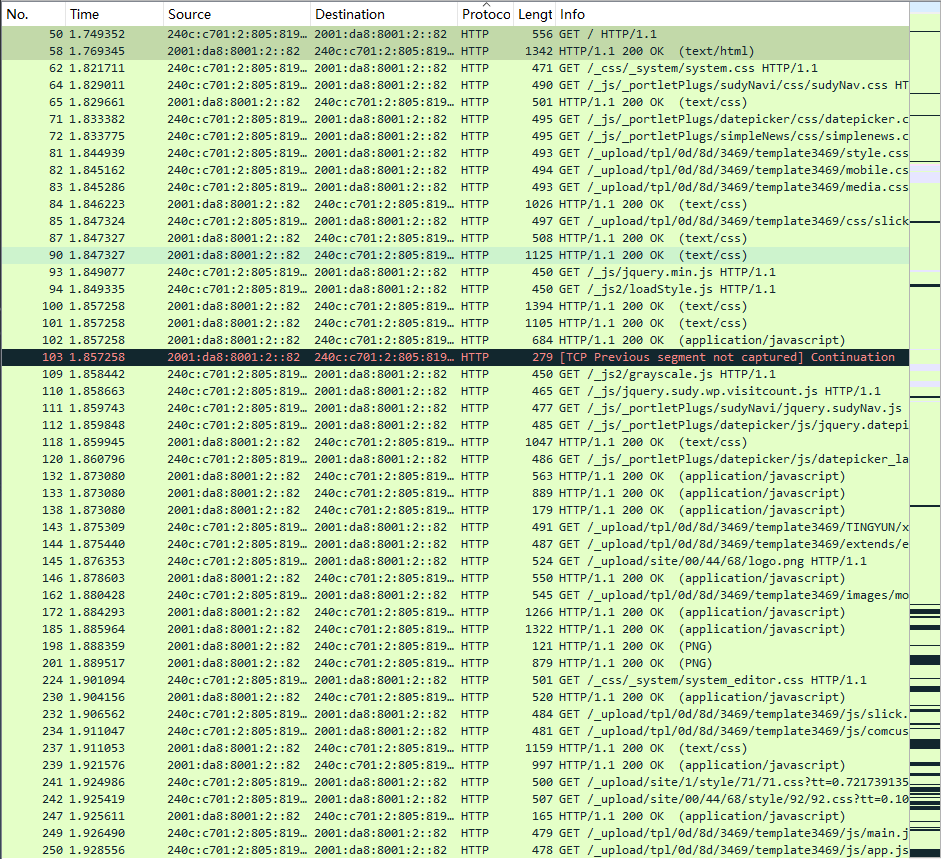 No. Time Source Destination Protoco Lengt Info
50 1.749352 240c:c701:2:805:819… 2001:da8:8001:2::82 HTTP 556 GET / HTTP/1.1
58 1.769345 2001:da8:8001:2::82 240c:c701:2:805:819… HTTP 1342 HTTP/1.1 200 OK (text/html)
62 1.821711 240c:c701:2:805:819… 2001:da8:8001:2::82 HTTP 471 GET /_css/_system/system.css HTTP/1.1
64 1.829011 240c:c701:2:805:819… 2001:da8:8001:2::82 HTTP 490 GET /_js/_portletPlugs/sudyNavi/css/sudyNav.css HT
65 1.829661 2001:da8:8001:2::82 240c:c701:2:805:819… HTTP 501 HTTP/1.1 200 OK (text/css)
71 1.833382 240c:c701:2:805:819… 2001:da8:8001:2::82 HTTP 495 GET /_js/_portletPlugs/datepicker/css/datepicker.c
72 1.833775 240c:c701:2:805:819… 2001:da8:8001:2::82 HTTP 495 GET /_js/_portletPlugs/simpleNews/css/simplenews.c
81 1.844939 240c:c701:2:805:819… 2001:da8:8001:2::82 HTTP 493 GET /_upload/tpl/0d/8d/3469/template3469/style.css
82 1.845162 240c:c701:2:805:819… 2001:da8:8001:2::82 HTTP 494 GET /_upload/tpl/0d/8d/3469/template3469/mobile.cs
83 1.845286 240c:c701:2:805:819… 2001:da8:8001:2::82 HTTP 493 GET /_upload/tpl/0d/8d/3469/template3469/media.css
84 1.846223 2001:da8:8001:2::82 240c:c701:2:805:819… HTTP 1026 HTTP/1.1 200 OK (text/css)
85 1.847324 240c:c701:2:805:819… 2001:da8:8001:2::82 HTTP 497 GET /_upload/tpl/0d/8d/3469/template3469/css/slick
87 1.847327 2001:da8:8001:2::82 240c:c701:2:805:819… HTTP 508 HTTP/1.1 200 OK (text/css)
90 1.847327 2001:da8:8001:2::82 240c:c701:2:805:819… HTTP 1125 HTTP/1.1 200 OK (text/css)
93 1.849077 240c:c701:2:805:819… 2001:da8:8001:2::82 HTTP 450 GET /_js/jquery.min.js HTTP/1.1
94 1.849335 240c:c701:2:805:819… 2001:da8:8001:2::82 HTTP 450 GET /_js2/loadStyle.js HTTP/1.1
100 1.857258 2001:da8:8001:2::82 240c:c701:2:805:819… HTTP 1394 HTTP/1.1 200 OK (text/css)
101 1.857258 2001:da8:8001:2::82 240c:c701:2:805:819… HTTP 1105 HTTP/1.1 200 OK (text/css)
102 1.857258 2001:da8:8001:2::82 240c:c701:2:805:819… HTTP 684 HTTP/1.1 200 OK (application/javascript)
103 1.857258 2001:da8:8001:2::82 240c:c701:2:805:819… HTTP 279 [TCP Previous segment not captured] Continuation
109 1.858442 240c:c701:2:805:819… 2001:da8:8001:2::82 HTTP 450 GET /_js2/grayscale.js HTTP/1.1
110 1.858663 240c:c701:2:805:819… 2001:da8:8001:2::82 HTTP 465 GET /_js/jquery.sudy.wp.visitcount.js HTTP/1.1
111 1.859743 240c:c701:2:805:819… 2001:da8:8001:2::82 HTTP 477 GET /_js/_portletPlugs/sudyNavi/jquery.sudyNav.js
112 1.859848 240c:c701:2:805:819… 2001:da8:8001:2::82 HTTP 485 GET /_js/_portletPlugs/datepicker/js/jquery.datepi
118 1.859945 2001:da8:8001:2::82 240c:c701:2:805:819… HTTP 1047 HTTP/1.1 200 OK (text/css)
120 1.860796 240c:c701:2:805:819… 2001:da8:8001:2::82 HTTP 486 GET /_js/_portletPlugs/datepicker/js/datepicker_la
132 1.873080 2001:da8:8001:2::82 240c:c701:2:805:819… HTTP 563 HTTP/1.1 200 OK (application/javascript)
133 1.873080 2001:da8:8001:2::82 240c:c701:2:805:819… HTTP 889 HTTP/1.1 200 OK (application/javascript)
138 1.873080 2001:da8:8001:2::82 240c:c701:2:805:819… HTTP 179 HTTP/1.1 200 OK (application/javascript)
143 1.875309 240c:c701:2:805:819… 2001:da8:8001:2::82 HTTP 491 GET /_upload/tpl/0d/8d/3469/template3469/TINGYUN/x
144 1.875440 240c:c701:2:805:819… 2001:da8:8001:2::82 HTTP 487 GET /_upload/tpl/0d/8d/3469/template3469/extends/e
145 1.876353 240c:c701:2:805:819… 2001:da8:8001:2::82 HTTP 524 GET /_upload/site/00/44/68/logo.png HTTP/1.1
146 1.878603 2001:da8:8001:2::82 240c:c701:2:805:819… HTTP 550 HTTP/1.1 200 OK (application/javascript)
162 1.880428 240c:c701:2:805:819… 2001:da8:8001:2::82 HTTP 545 GET /_upload/tpl/0d/8d/3469/template3469/images/mo
172 1.884293 2001:da8:8001:2::82 240c:c701:2:805:819… HTTP 1266 HTTP/1.1 200 OK (application/javascript)
185 1.885964 2001:da8:8001:2::82 240c:c701:2:805:819… HTTP 1322 HTTP/1.1 200 OK (application/javascript)
198 1.888359 2001:da8:8001:2::82 240c:c701:2:805:819… HTTP 121 HTTP/1.1 200 OK (PNG)
201 1.889517 2001:da8:8001:2::82 240c:c701:2:805:819… HTTP 879 HTTP/1.1 200 OK (PNG)
224 1.901094 240c:c701:2:805:819… 2001:da8:8001:2::82 HTTP 501 GET /_css/_system/system_editor.css HTTP/1.1
230 1.904156 2001:da8:8001:2::82 240c:c701:2:805:819… HTTP 520 HTTP/1.1 200 OK (application/javascript)
232 1.906562 240c:c701:2:805:819… 2001:da8:8001:2::82 HTTP 484 GET /_upload/tpl/0d/8d/3469/template3469/js/slick.
234 1.911047 240c:c701:2:805:819… 2001:da8:8001:2::82 HTTP 481 GET /_upload/tpl/0d/8d/3469/template3469/js/comcus
237 1.911053 2001:da8:8001:2::82 240c:c701:2:805:819… HTTP 1159 HTTP/1.1 200 OK (text/css)
239 1.921576 2001:da8:8001:2::82 240c:c701:2:805:819… HTTP 997 HTTP/1.1 200 OK (application/javascript)
241 1.924986 240c:c701:2:805:819… 2001:da8:8001:2::82 HTTP 500 GET /_upload/site/1/style/71/71.css?tt=0.721739135
242 1.925419 240c:c701:2:805:819… 2001:da8:8001:2::82 HTTP 507 GET /_upload/site/00/44/68/style/92/92.css?tt=0.10
247 1.925611 2001:da8:8001:2::82 240c:c701:2:805:819… HTTP 165 HTTP/1.1 200 OK (application/javascript)
249 1.926490 240c:c701:2:805:819… 2001:da8:8001:2::82 HTTP 479 GET /_upload/tpl/0d/8d/3469/template3469/js/main.j
250 1.928556 240c:c701:2:805:819… 2001:da8:8001:2::82 HTTP 478 GET /_upload/tpl/0d/8d/3469/template3469/js/app.js